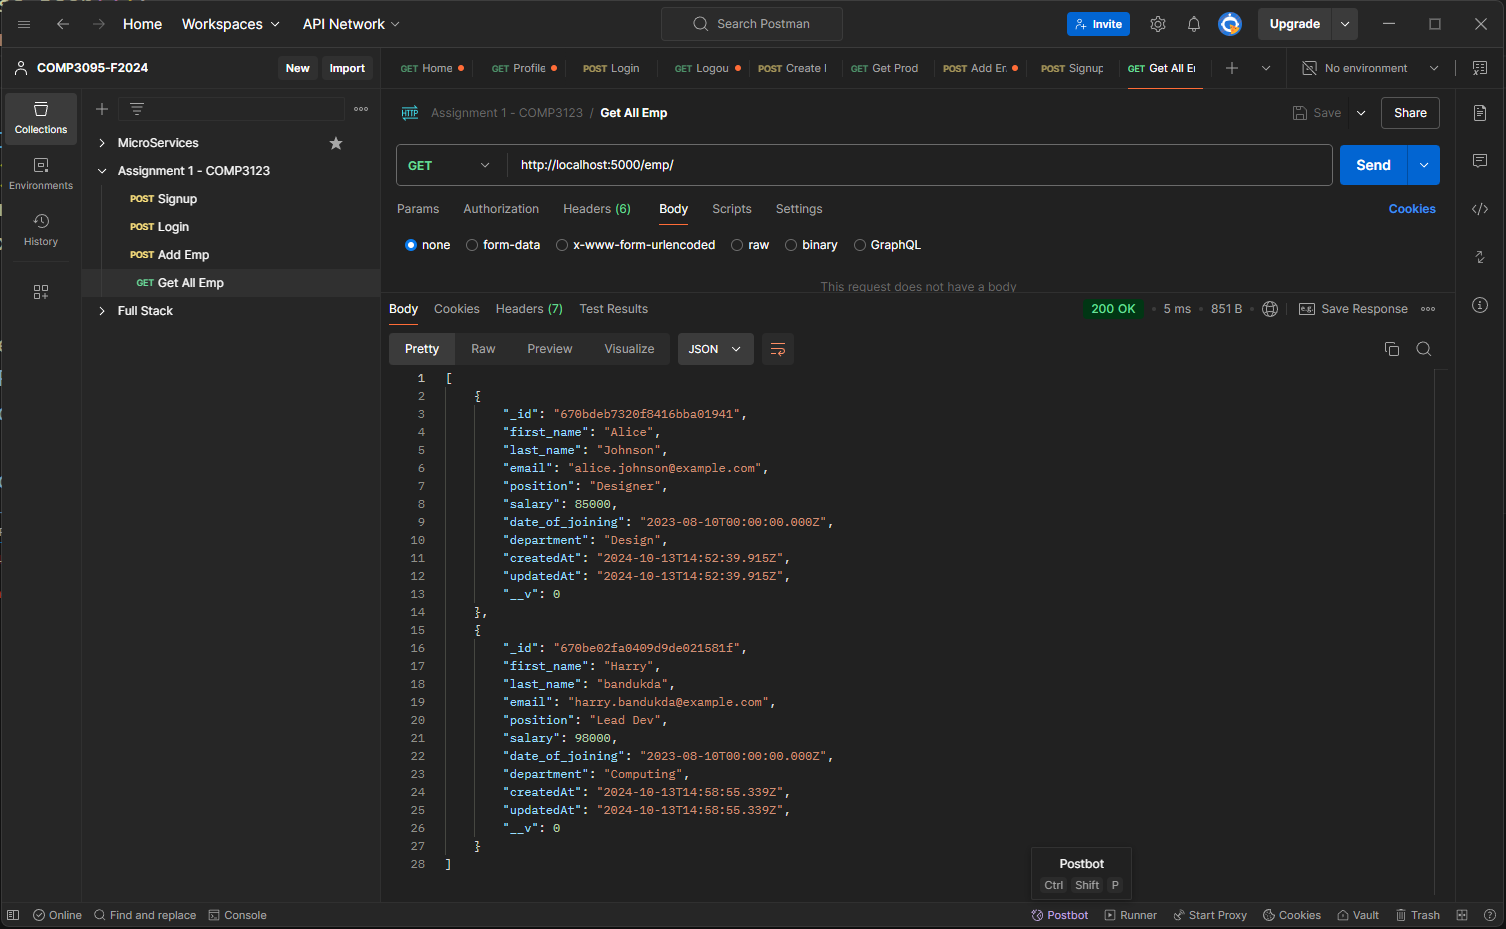 Home Workspaces API Network Search Postman Invite Upgrade
COMP3095-F2024 New Import GET Home GET Profile POST Login GET Logou POST Create I GET Get Prod POST Add Er. POST Signup GET Get All Er No environment
Collections
Environments
History
MicroServices
Assignment 1 - COMP3123
POST Signup
POST Login
POST Add Emp
GET Get All Emp
Full Stack
HTTP Assignment 1 - COMP3123 / Get All Emp Save Share
GET http://localhost:5000/emp/ Send
Params Authorization Headers (6) Body Scripts Settings Cookies
none form-data x-www-form-urlencoded raw binary GraphQL
This request does not have a body
Body Cookies Headers (7) Test Results 200 OK • 5 ms • 851 B • e.g. Save Response
Pretty Raw Preview Visualize JSON
1 [
2 {
3 "_id": "670bdeb7320f8416bba01941",
4 "first_name": "Alice",
5 "last_name": "Johnson",
6 "email": "alice.johnson@example.com",
7 "position": "Designer",
8 "salary": 85000,
9 "date_of_joining": "2023-08-10T00:00:00.000Z",
10 "department": "Design",
11 "createdAt": "2024-10-13T14:52:39.915Z",
12 "updatedAt": "2024-10-13T14:52:39.915Z",
13 "__v": 0
14 },
15 {
16 "_id": "670be02fa0409d9de021581f",
17 "first_name": "Harry",
18 "last_name": "bandukda",
19 "email": "harry.bandukda@example.com",
20 "position": "Lead Dev",
21 "salary": 98000,
22 "date_of_joining": "2023-08-10T00:00:00.000Z",
23 "department": "Computing",
24 "createdAt": "2024-10-13T14:58:55.339Z",
25 "updatedAt": "2024-10-13T14:58:55.339Z",
26 "__v": 0
27 }
28 ]
Postbot
Ctrl Shift P
Online Find and replace Console Postbot Runner Start Proxy Cookies Vault Trash